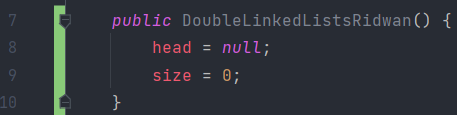 7 public DoubleLinkedListsRidwan() {
8 head = null;
9 size = 0;
10 }